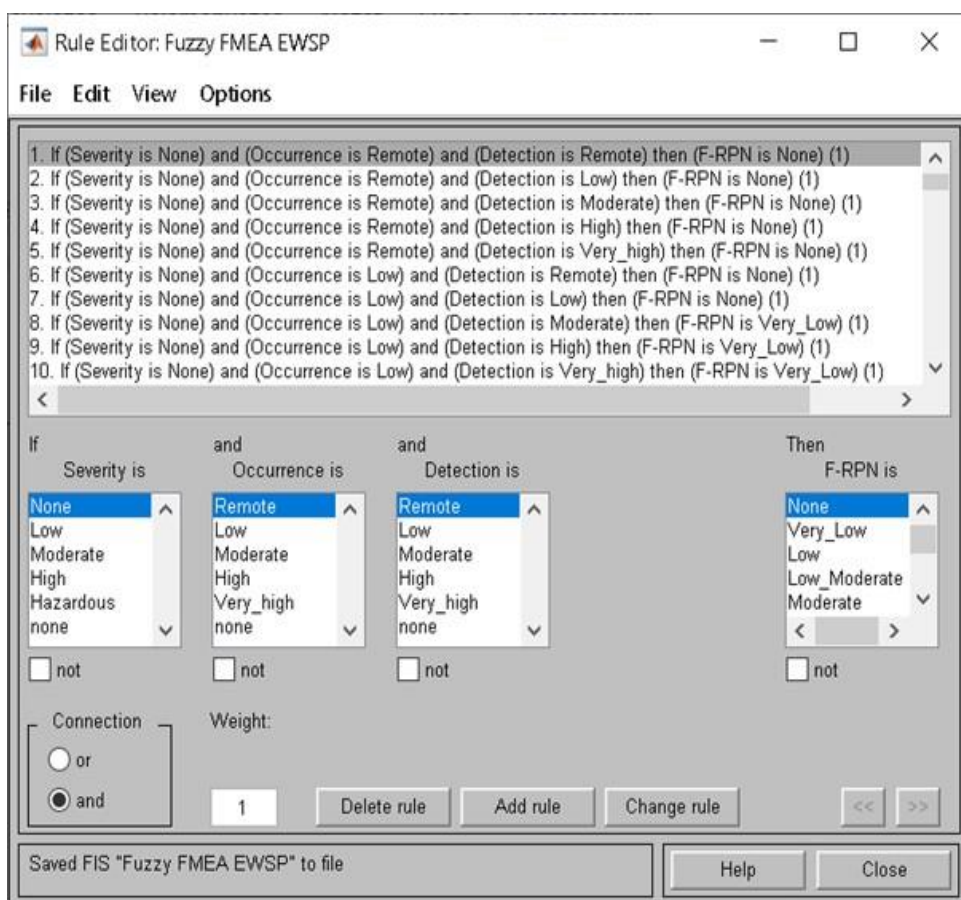 Rule Editor: Fuzzy FMEA EWSP
File Edit View Options
1. If (Severity is None) and (Occurrence is Remote) and (Detection is Remote) then (F-RPN is None) (1)
2. If (Severity is None) and (Occurrence is Remote) and (Detection is Low) then (F-RPN is None) (1)
3. If (Severity is None) and (Occurrence is Remote) and (Detection is Moderate) then (F-RPN is None) (1)
4. If (Severity is None) and (Occurrence is Remote) and (Detection is High) then (F-RPN is None) (1)
5. If (Severity is None) and (Occurrence is Remote) and (Detection is Very_high) then (F-RPN is None) (1)
6. If (Severity is None) and (Occurrence is Low) and (Detection is Remote) then (F-RPN is None) (1)
7. If (Severity is None) and (Occurrence is Low) and (Detection is Low) then (F-RPN is None) (1)
8. If (Severity is None) and (Occurrence is Low) and (Detection is Moderate) then (F-RPN is Very_Low) (1)
9. If (Severity is None) and (Occurrence is Low) and (Detection is High) then (F-RPN is Very_Low) (1)
10. If (Severity is None) and (Occurrence is Low) and (Detection is Very_high) then (F-RPN is Very_Low) (1)
If and and Then
Severity is Occurrence is Detection is F-RPN is
None Remote Remote None
Low Low Low Very_Low
Moderate Moderate Moderate Low
High High High Low_Moderate
Hazardous Very_high Very_high Moderate
none none none
not not not not
Connection Weight:
or
and 1 Delete rule Add rule Change rule << >>
Saved FIS "Fuzzy FMEA EWSP" to file Help Close